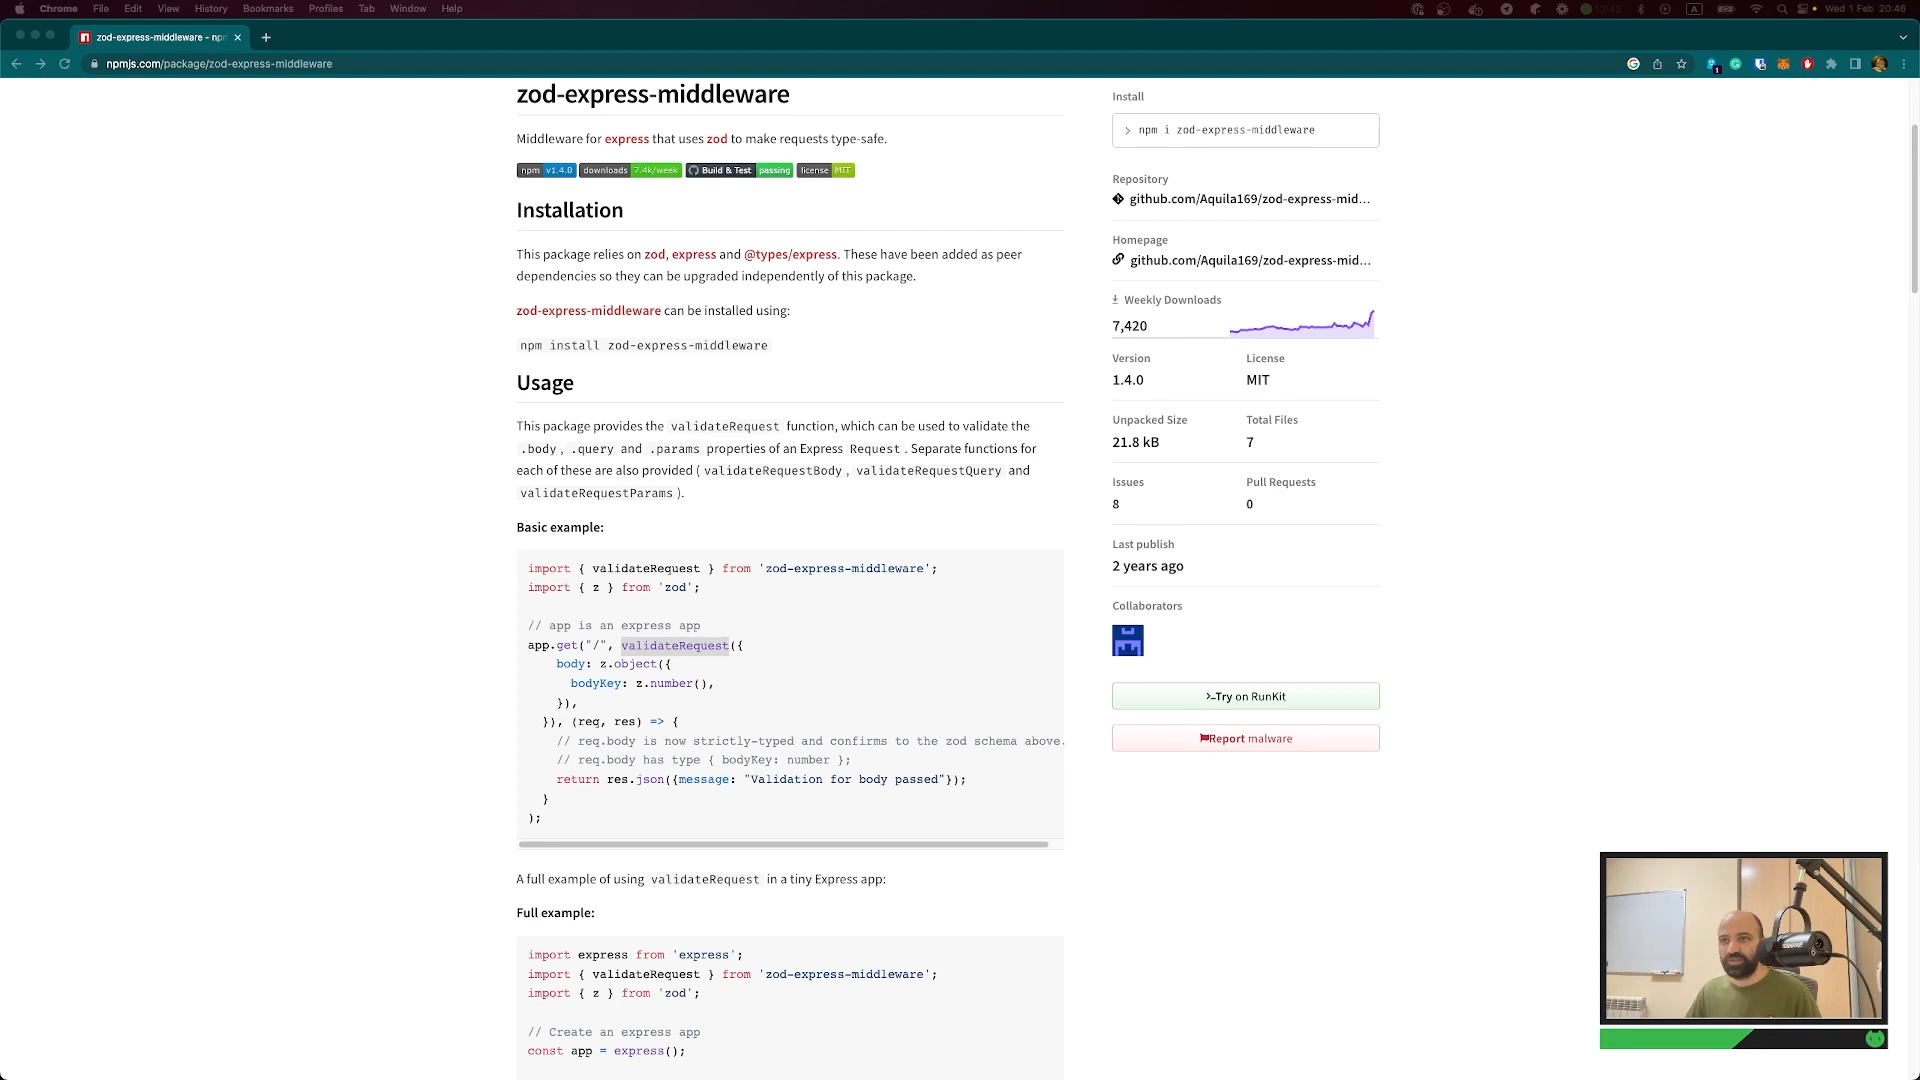 Chrome File Edit View History Bookmarks Profiles Tab Window Help
12:43 A Wed 1 Feb 20:46
zod-express-middleware - npm
npmjs.com/package/zod-express-middleware
1
zod-express-middleware
Middleware for express that uses zod to make requests type-safe.
npm v1.4.0 downloads 7.4k/week Build & Test passing license MIT
Installation
This package relies on zod, express and @types/express. These have been added as peer
dependencies so they can be upgraded independently of this package.
zod-express-middleware can be installed using:
npm install zod-express-middleware
Usage
This package provides the validateRequest function, which can be used to validate the
.body, .query and .params properties of an Express Request. Separate functions for
each of these are also provided ( validateRequestBody, validateRequestQuery and
validateRequestParams ).
Basic example:
import { validateRequest } from 'zod-express-middleware';
import { z } from 'zod';
// app is an express app
app.get("/", validateRequest({
body: z.object({
bodyKey: z.number(),
}),
}), (req, res) => {
// req.body is now strictly-typed and confirms to the zod schema above.
// req.body has type { bodyKey: number };
return res.json({message: "Validation for body passed"});
}
);
A full example of using validateRequest in a tiny Express app:
Full example:
import express from 'express';
import { validateRequest } from 'zod-express-middleware';
import { z } from 'zod';
// Create an express app
const app = express();
Install
> npm i zod-express-middleware
Repository
github.com/Aquila169/zod-express-mid...
Homepage
github.com/Aquila169/zod-express-mid...
Weekly Downloads
7,420
Version License
1.4.0 MIT
Unpacked Size Total Files
21.8 kB 7
Issues Pull Requests
8 0
Last publish
2 years ago
Collaborators
>_Try on RunKit
Report malware